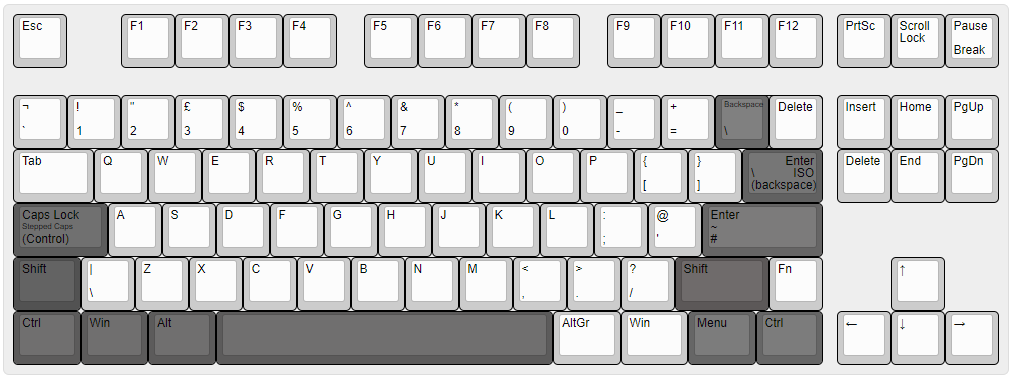 Esc F1 F2 F3 F4 F5 F6 F7 F8 F9 F10 F11 F12 PrtSc Scroll Lock Pause Break
¬ ! " £ $ % ^ & * ( ) _ + Backspace Delete Insert Home PgUp
` 1 2 3 4 5 6 7 8 9 0 - = \
Tab Q W E R T Y U I O P { } Enter Delete End PgDn
[ ] \ ISO
(backspace)
Caps Lock A S D F G H J K L : @ Enter
Stepped Caps ~
(Control) ; ' #
Shift | Z X C V B N M < > ? Shift Fn ↑
\ , . /
Ctrl Win Alt AltGr Win Menu Ctrl ← ↓ →